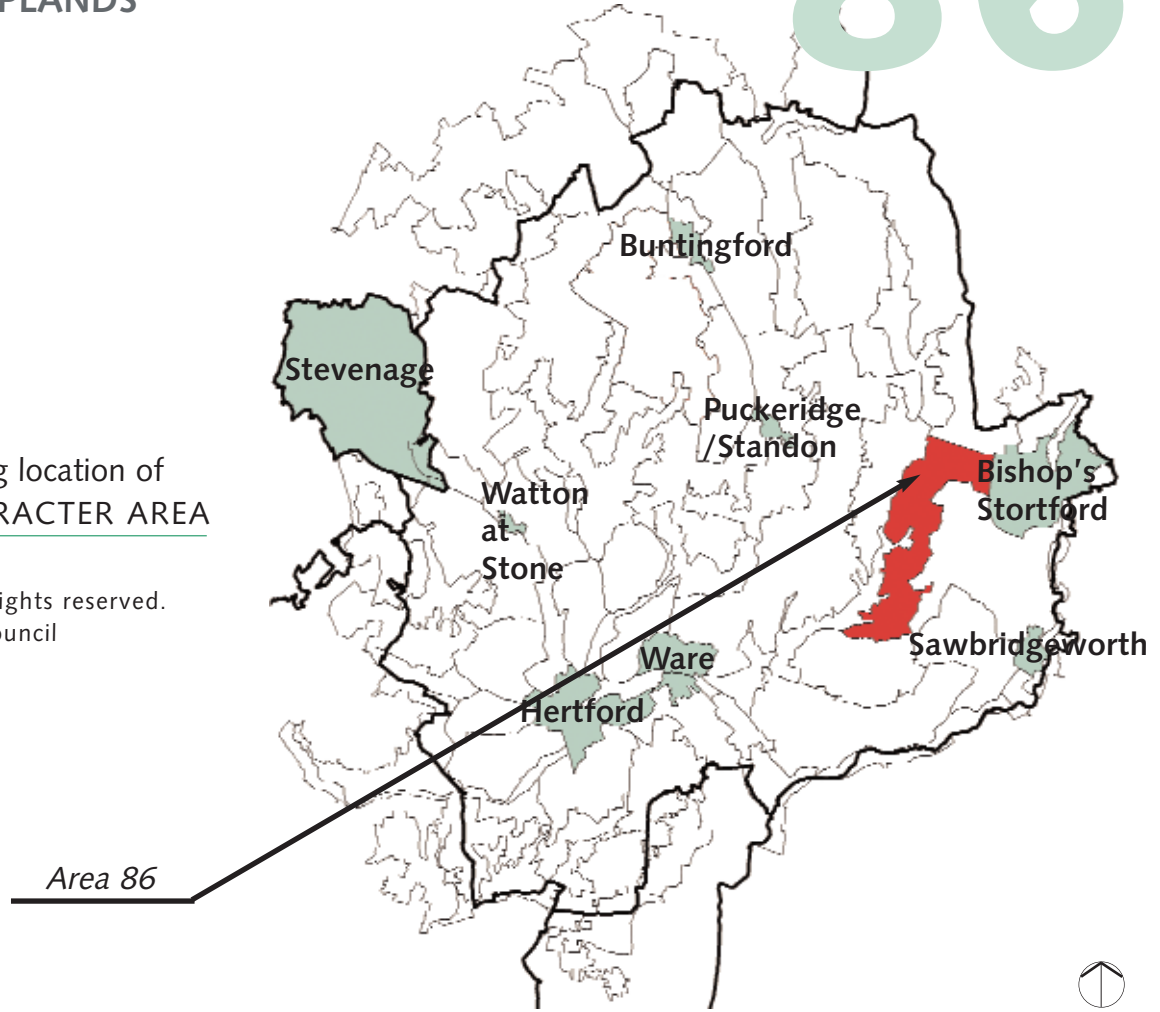 PLANDS
86
Buntingford
Stevenage
Puckeridge
/Standon
g location of
RACTER AREA
Bishop's
Stortford
Watton
at
Stone
ights reserved.
ouncil
Sawbridgeworth
Ware
Hertford
Area 86